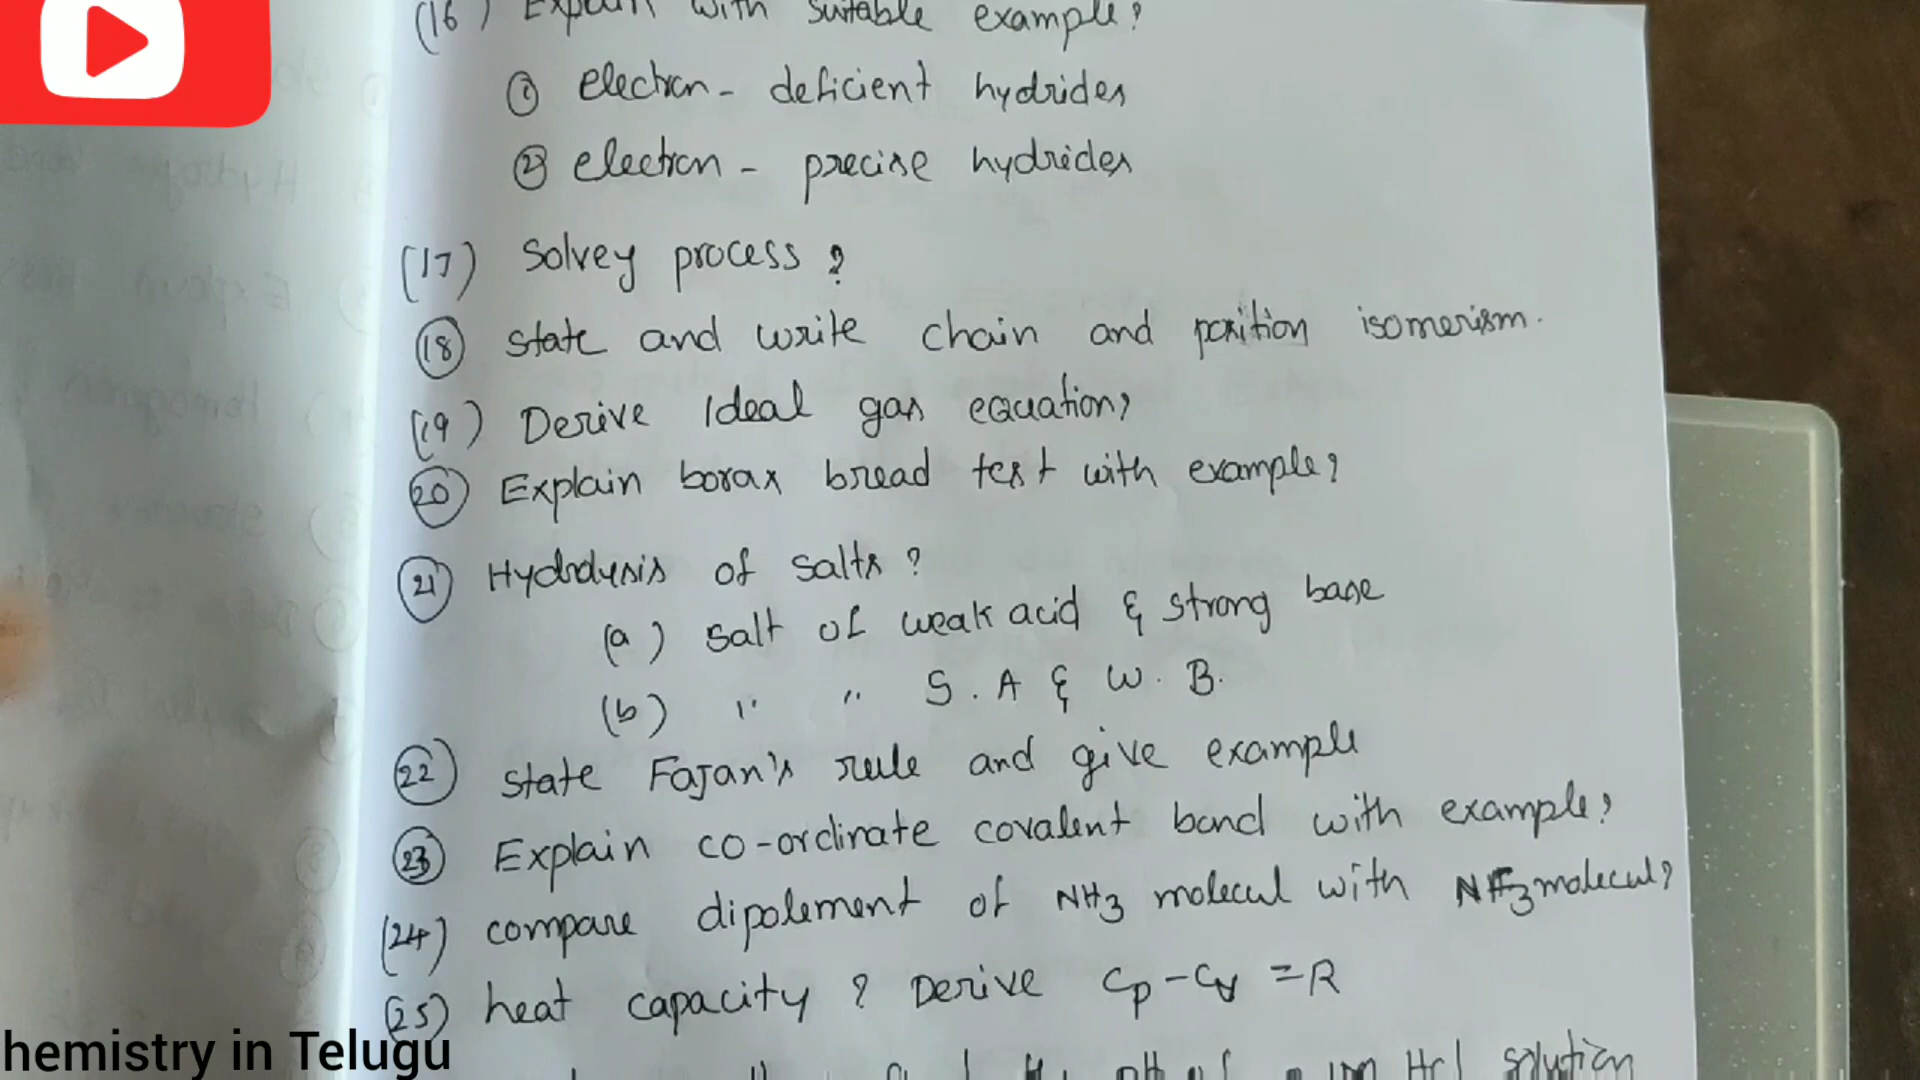 (16) Explain with suitable example?
① electron - deficient hydrides
② electron - precise hydrides
(17) Solvey process?
(18) state and write chain and position isomerism.
(19) Derive Ideal gas equation?
(20) Explain borax bread test with example?
(21) Hydrolysis of salts?
(a) salt of weak acid & strong base
(b) " " S.A & W.B.
(22) state Fajan's rule and give example
(23) Explain co-ordinate covalent bond with example?
(24) compare dipolement of NH3 molecul with NF3 molecul?
(25) heat capacity? Derive Cp-Cv =R
HCl solution
hemistry in Telugu